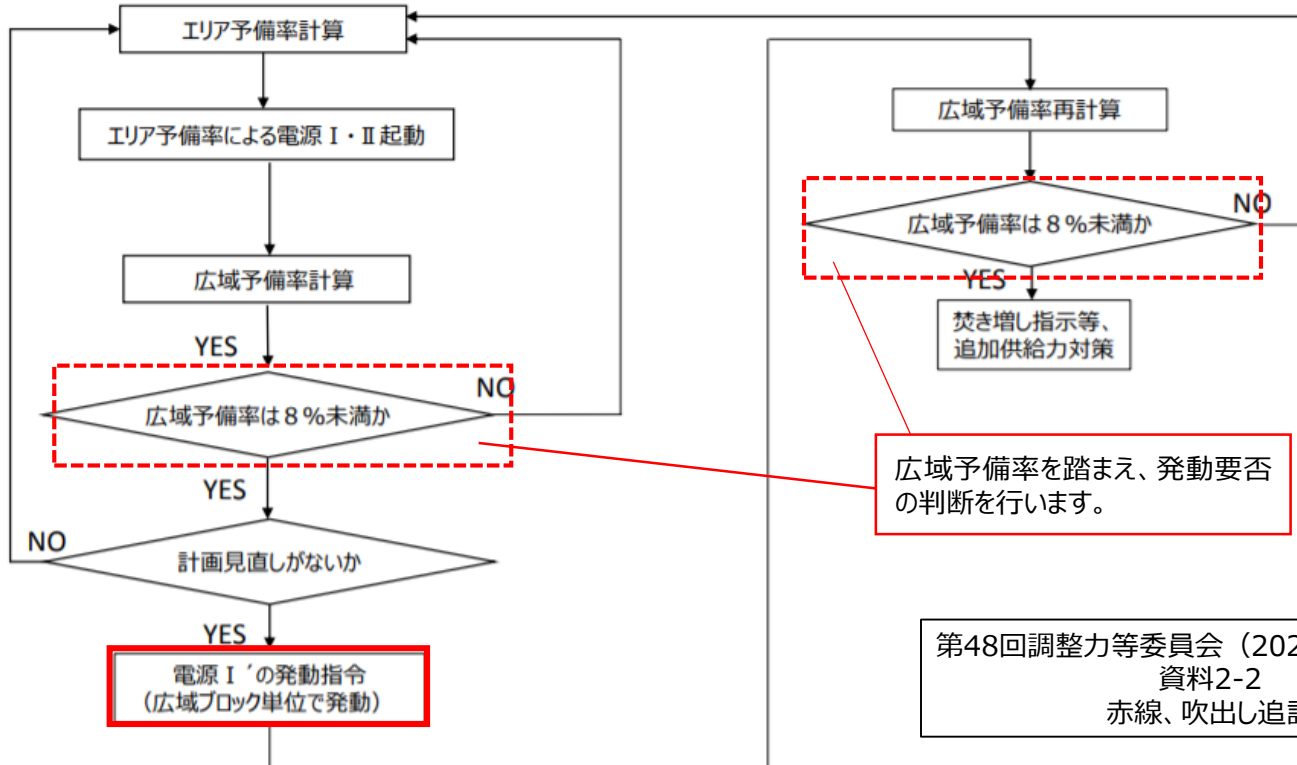 エリア予備率計算
エリア予備率による電源Ⅰ・Ⅱ起動
広域予備率計算
YES
広域予備率は８％未満か
NO
YES
計画見直しがないか
NO
YES
電源Ⅰ´の発動指令
（広域ブロック単位で発動）
広域予備率再計算
広域予備率は８％未満か
NO
YES
焚き増し指示等、
追加供給力対策
広域予備率を踏まえ、発動要否
の判断を行います。
第48回調整力等委員会（202
資料2-2
赤線、吹出し追